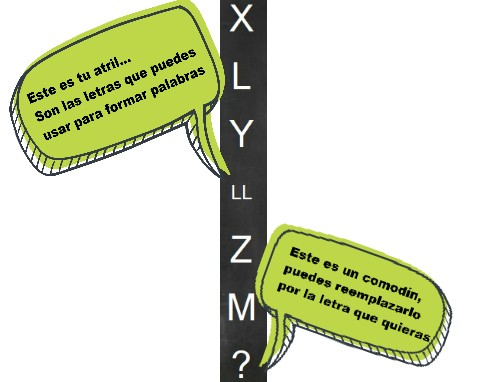 Este es tu atril...
Son las letras que puedes
usar para formar palabras
X
L
Y
LL
Z
M
?
Este es un comodín,
puedes reemplazarlo
por la letra que quieras